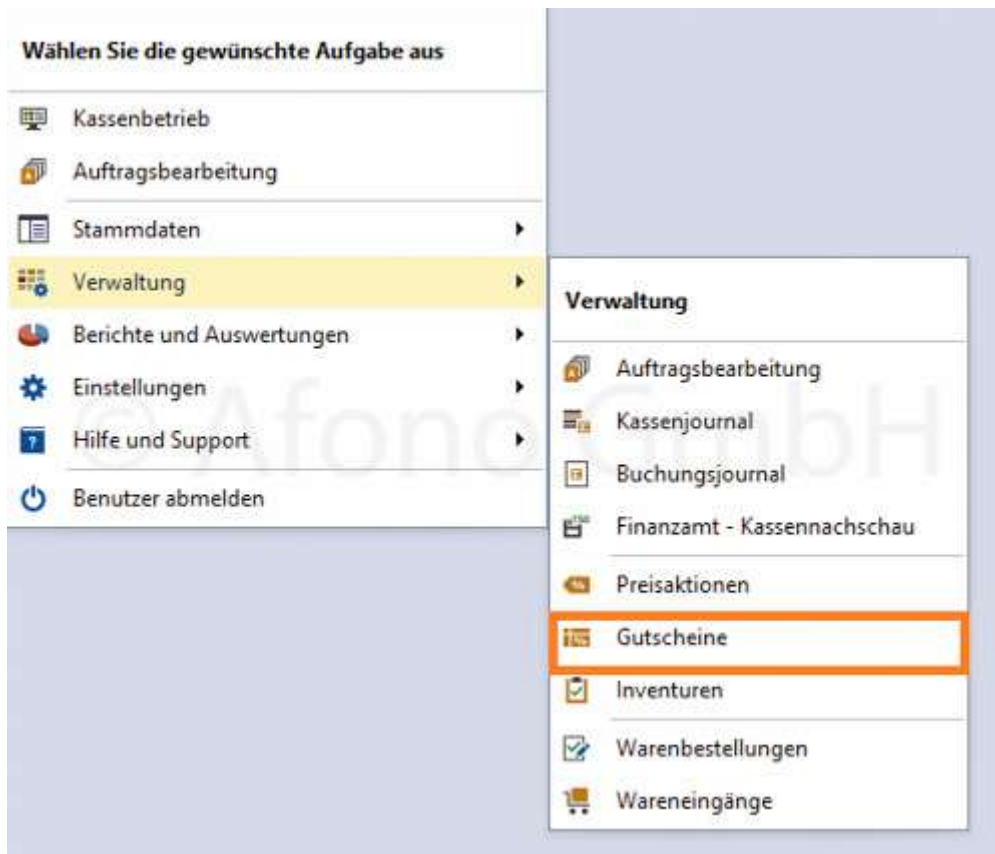 Wählen Sie die gewünschte Aufgabe aus
Kassenbetrieb
Auftragsbearbeitung
Stammdaten
Verwaltung
Berichte und Auswertungen
Einstellungen
Hilfe und Support
Benutzer abmelden
Verwaltung
Auftragsbearbeitung
Kassenjournal
Buchungsjournal
Finanzamt - Kassennachschau
Preisaktionen
Gutscheine
Inventuren
Warenbestellungen
Wareneingänge
© Afono GmbH